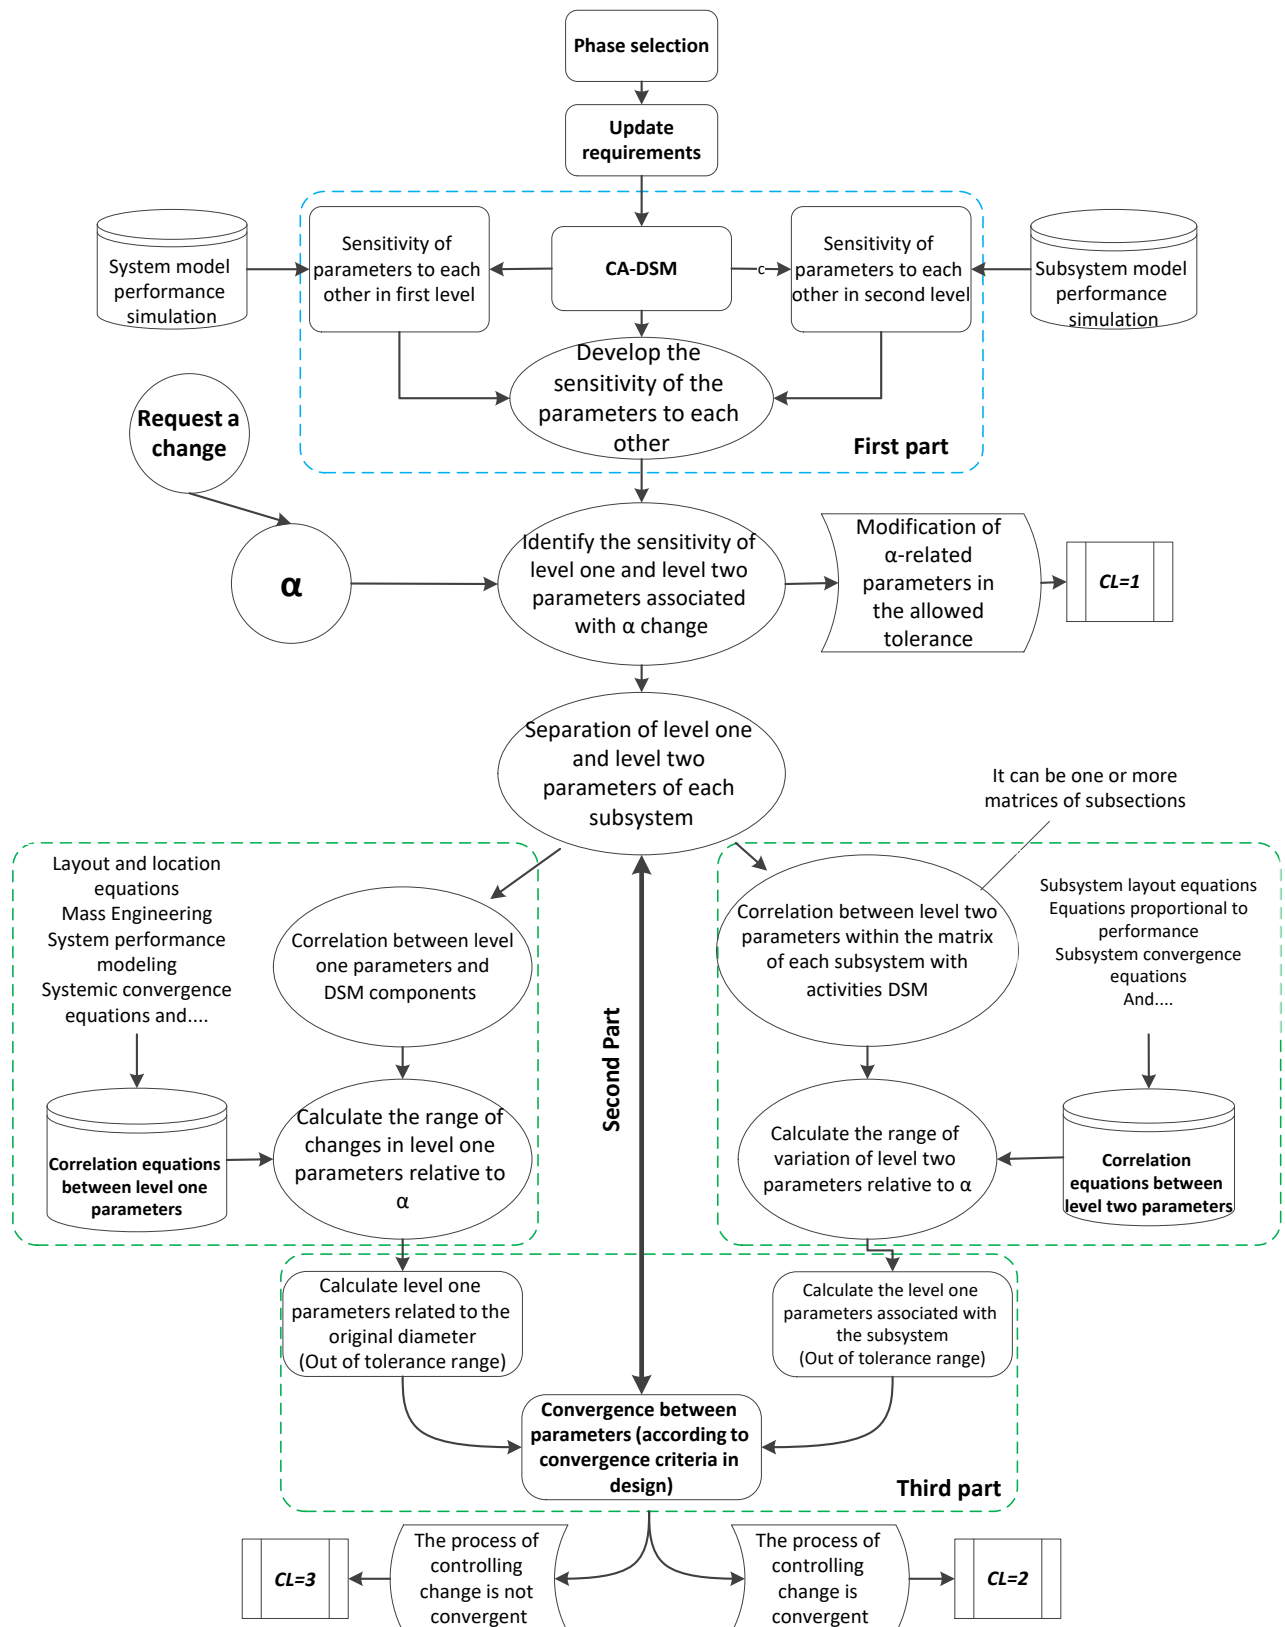 Phase selection
Update
requirements
System model
performance
simulation
Sensitivity of
parameters to each
other in first level
CA-DSM
c
Sensitivity of
parameters to each
other in second level
Subsystem model
performance
simulation
Develop the
sensitivity of the
parameters to each
other
First part
Request a
change
α
Identify the sensitivity of
level one and level two
parameters associated
with α change
Modification of
α-related
parameters in
the allowed
tolerance
CL=1
Separation of level one
and level two
parameters of each
subsystem
It can be one or more
matrices of subsections
Layout and location
equations
Mass Engineering
System performance
modeling
Systemic convergence
equations and....
Correlation between level
one parameters and
DSM components
Second Part
Correlation between level two
parameters within the matrix
of each subsystem with
activities DSM
Subsystem layout equations
Equations proportional to
performance
Subsystem convergence
equations
And....
Correlation equations
between level one
parameters
Calculate the range of
changes in level one
parameters relative to
α
Calculate the range of
variation of level two
parameters relative to α
Correlation
equations between
level two parameters
Calculate level one
parameters related to the
original diameter
(Out of tolerance range)
Calculate the level one
parameters associated with
the subsystem
(Out of tolerance range)
Convergence between
parameters (according to
convergence criteria in
design)
Third part
CL=3
The process of
controlling
change is not
convergent
The process of
controlling
change is
convergent
CL=2